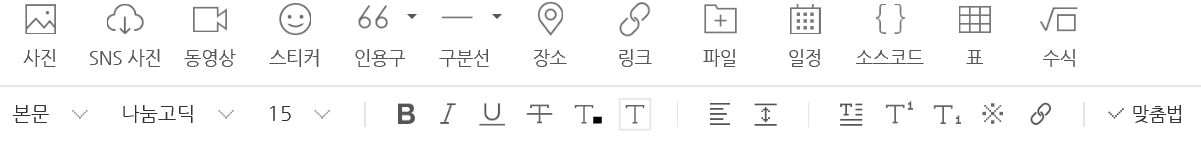 사진 SNS 사진 동영상 스티커 인용구 구분선 장소 링크 파일 일정 소스코드 표 수식
본문 나눔고딕 15 B I U T T T T T¹ T₁ ※ 맞춤법